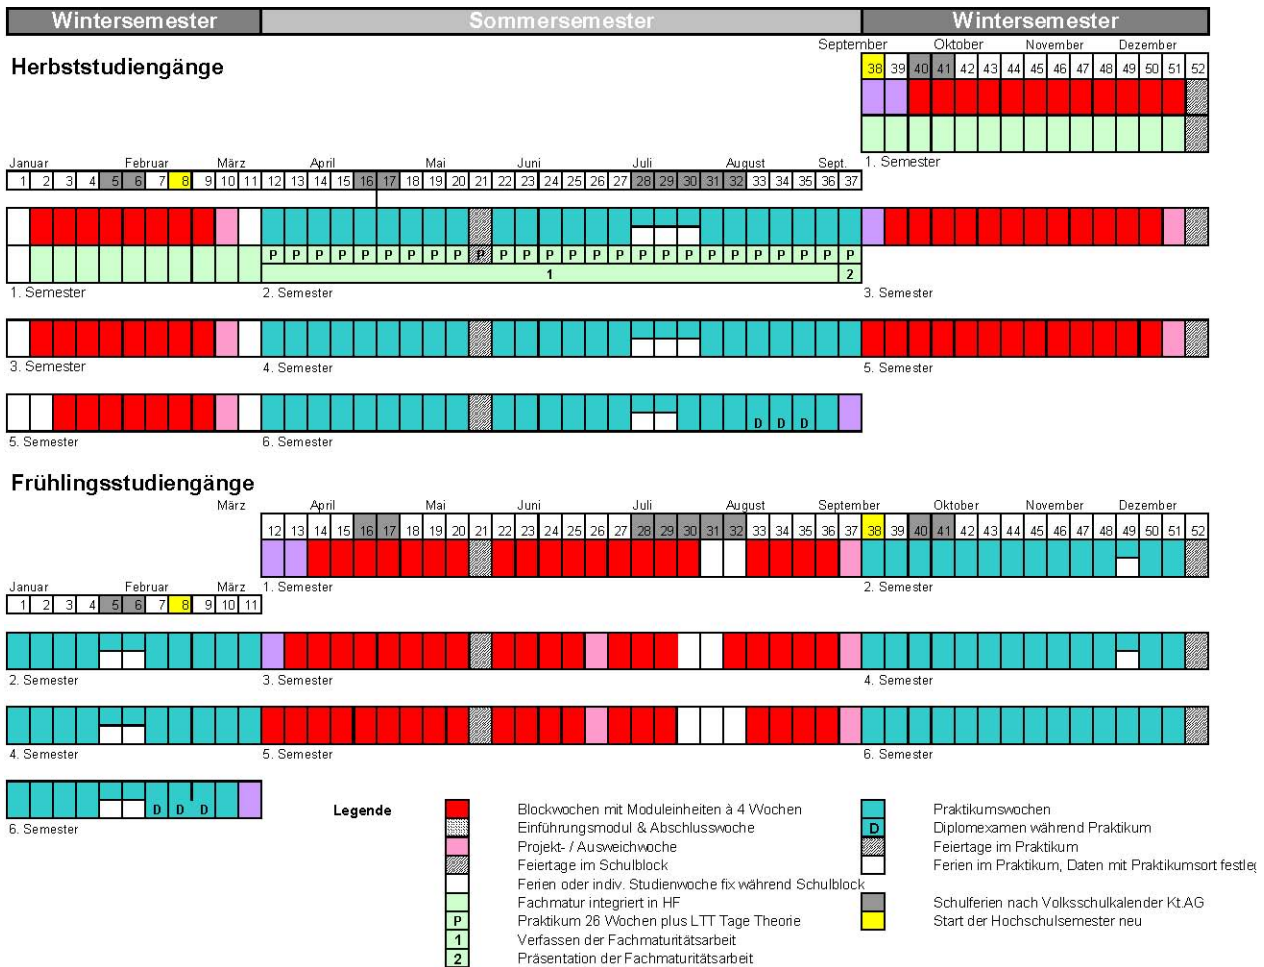 Wintersemester Sommersemester Wintersemester
September Oktober November Dezember
Herbststudiengänge
38 39 40 41 42 43 44 45 46 47 48 49 50 51 52
Januar Februar März April Mai Juni Juli August Sept.
1. Semester
1 2 3 4 5 6 7 8 9 10 11 12 13 14 15 16 17 18 19 20 21 22 23 24 25 26 27 28 29 30 31 32 33 34 35 36 37
P P P P P P P P P P P P P P P P P P P P P P P P P P
1 2
1. Semester 2. Semester 3. Semester
3. Semester 4. Semester 5. Semester
D D D
5. Semester 6. Semester
Frühlingsstudiengänge
März April Mai Juni Juli August September Oktober November Dezember
12 13 14 15 16 17 18 19 20 21 22 23 24 25 26 27 28 29 30 31 32 33 34 35 36 37 38 39 40 41 42 43 44 45 46 47 48 49 50 51 52
Januar Februar März
1. Semester 2. Semester
1 2 3 4 5 6 7 8 9 10 11
2. Semester 3. Semester 4. Semester
4. Semester 5. Semester 6. Semester
D D D
6. Semester
Legende
Blockwochen mit Moduleinheiten à 4 Wochen
Einführungsmodul & Abschlusswoche
Projekt- / Ausweichwoche
Feiertage im Schulblock
Ferien oder indiv. Studienwoche fix während Schulblock
Fachmatur integriert in HF
P Praktikum 26 Wochen plus LTT Tage Theorie
1 Verfassen der Fachmaturitätsarbeit
2 Präsentation der Fachmaturitätsarbeit
Praktikumswochen
D Diplomexamen während Praktikum
Feiertage im Praktikum
Ferien im Praktikum, Daten mit Praktikumsort
Schulferien nach Volksschulkalender Kt.AG
Start der Hochschulsemester neu